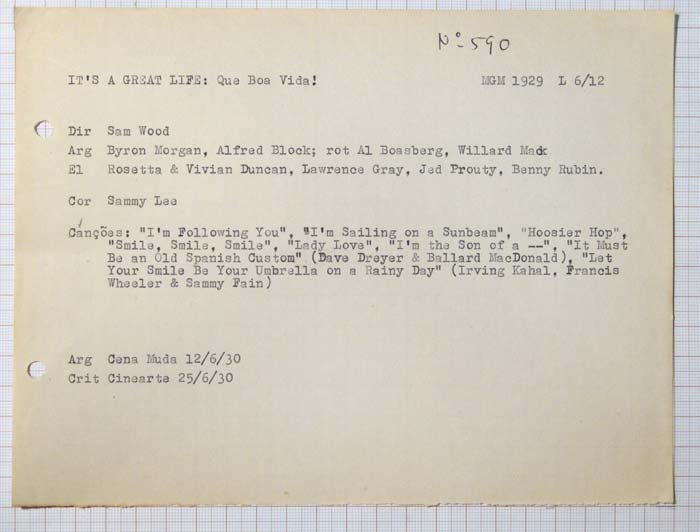 Nº 590
IT'S A GREAT LIFE: Que Boa Vida! MGM 1929 L 6/12
Dir Sam Wood
Arg Byron Morgan, Alfred Block; rot Al Boasberg, Willard Mack
El Rosetta & Vivian Duncan, Lawrence Gray, Jed Prouty, Benny Rubin.
Cor Sammy Lee
Canções: "I'm Following You", "I'm Sailing on a Sunbeam", "Hoosier Hop",
"Smile, Smile, Smile", "Lady Love", "I'm the Son of a --", "It Must
Be an Old Spanish Custom" (Dave Dreyer & Ballard MacDonald), "Let
Your Smile Be Your Umbrella on a Rainy Day" (Irving Kahal, Francis
Wheeler & Sammy Fain)
Arg Cena Muda 12/6/30
Crit Cinearte 25/6/30